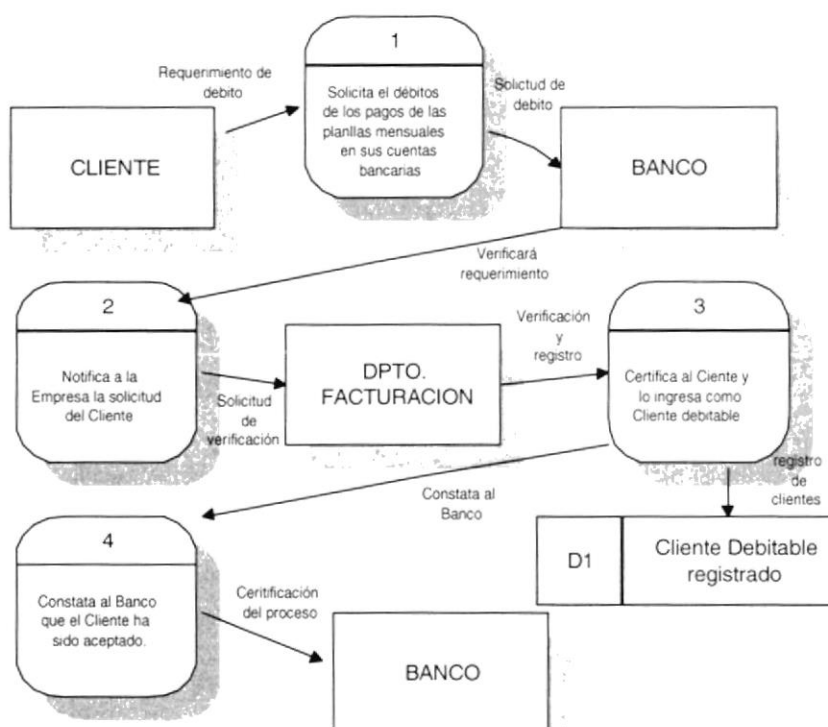 1
Requerimiento de
debito
Solicita el débitos
de los pagos de las
planllas mensuales
en sus cuentas
bancarias
Solictud de
debito
CLIENTE
BANCO
Verificará
requerimiento
2
Notifica a la
Empresa la solicitud
del Cliente
Solicitud
de
verificación
DPTO.
FACTURACION
Verificación
y
registro
3
Certifica al Ciente y
lo ingresa como
Cliente debitable
registro
de
clientes
Constata al
Banco
D1
Cliente Debitable
registrado
4
Constata al Banco
que el Cliente ha
sido aceptado.
Ceritificación
del proceso
BANCO